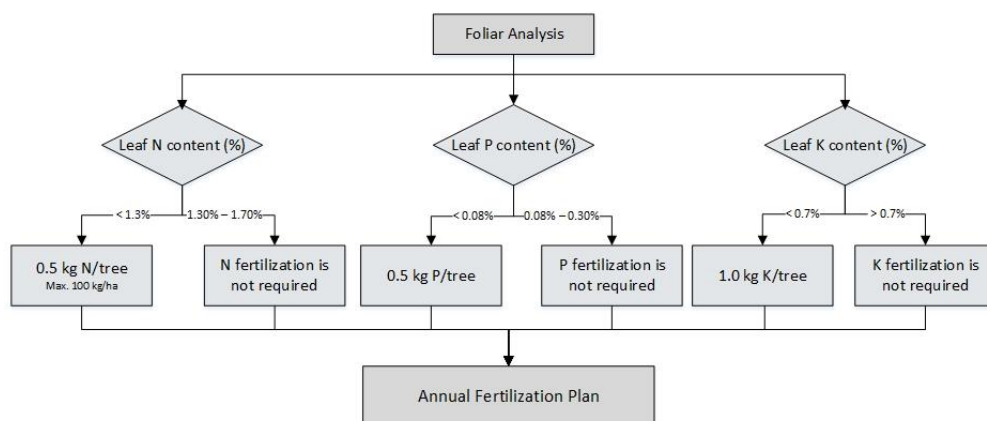 Foliar Analysis
Leaf N content (%)
Leaf P content (%)
Leaf K content (%)
< 1.3%
1.30% – 1.70%
< 0.08%
0.08% – 0.30%
< 0.7%
> 0.7%
0.5 kg N/tree
Max. 100 kg/ha
N fertilization is
not required
0.5 kg P/tree
P fertilization is
not required
1.0 kg K/tree
K fertilization is
not required
Annual Fertilization Plan